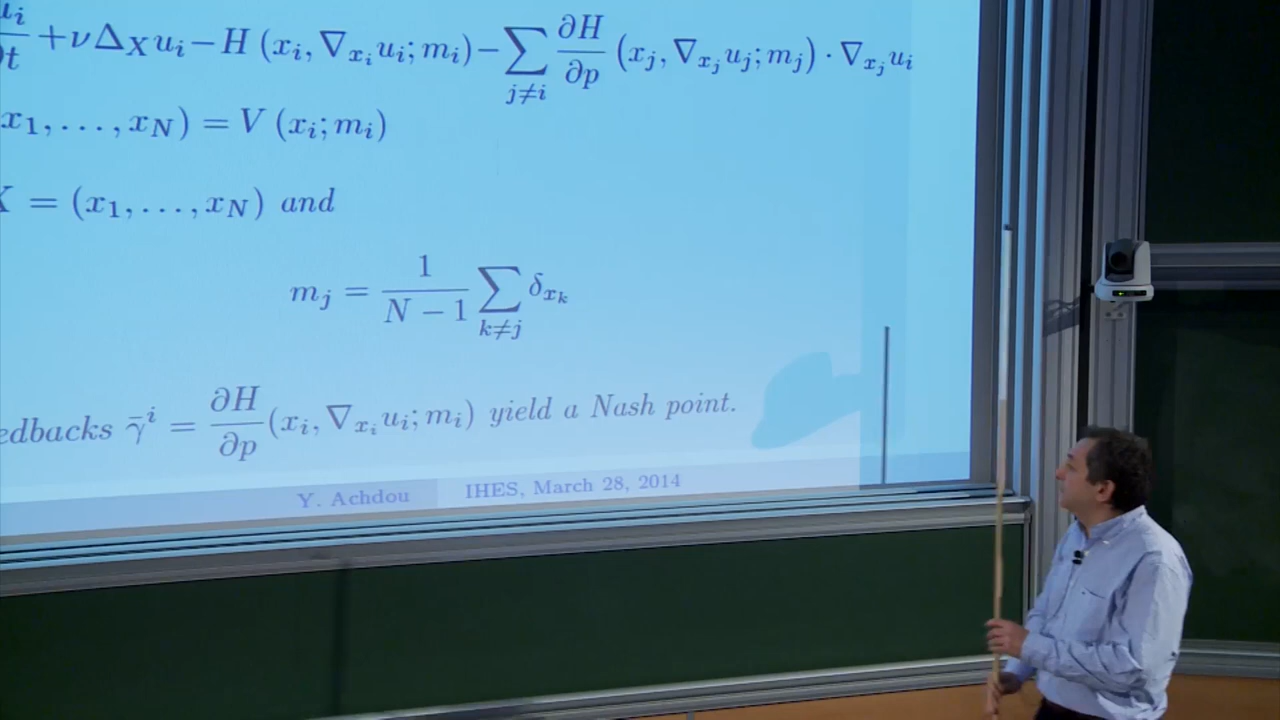 ∂t +νΔ_X u_i − H (x_i, ∇_{x_i} u_i; m_i) − ∑_{j≠i} ∂H/∂p (x_j, ∇_{x_j} u_j; m_j) · ∇_{x_j} u_i
x_1, . . . , x_N) = V (x_i; m_i)
= (x_1, . . . , x_N) and
m_j = 1/(N − 1) ∑_{k≠j} δ_{x_k}
edbacks γ̄^i = ∂H/∂p (x_i, ∇_{x_i} u_i; m_i) yield a Nash point.
Y. Achdou IHES, March 28, 2014